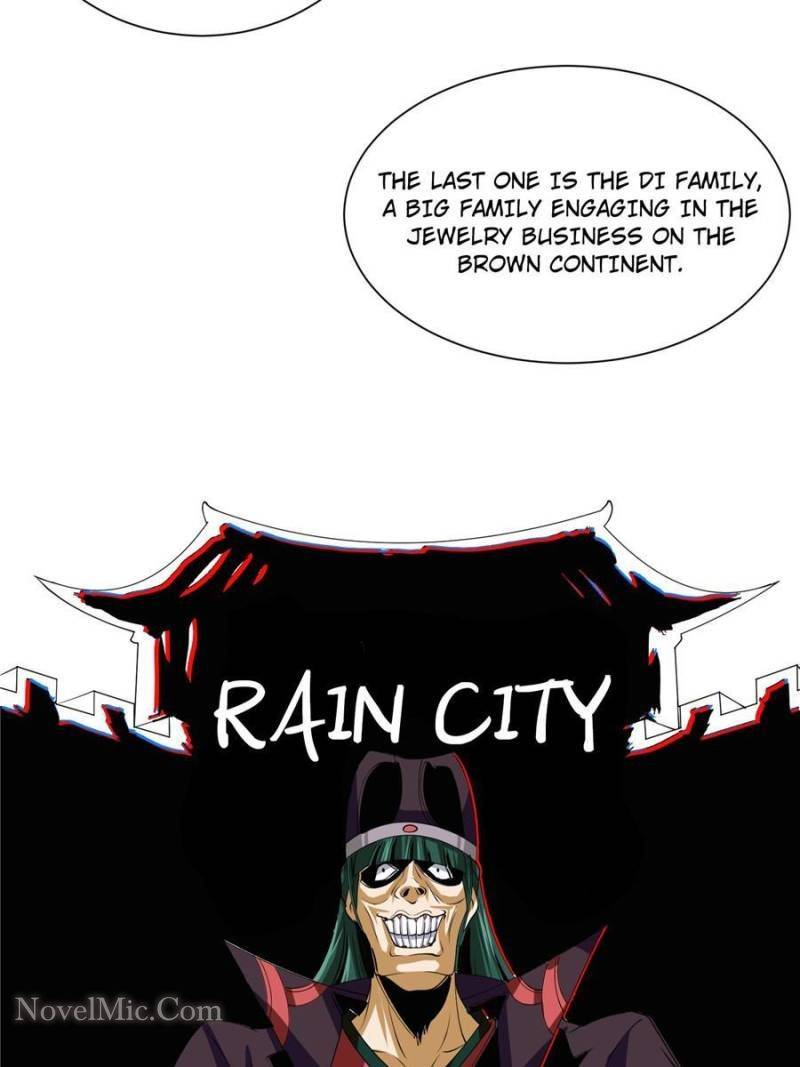 THE LAST ONE IS THE DI FAMILY,
A BIG FAMILY ENGAGING IN THE
JEWELRY BUSINESS ON THE
BROWN CONTINENT.
RAIN CITY
NovelMic.Com